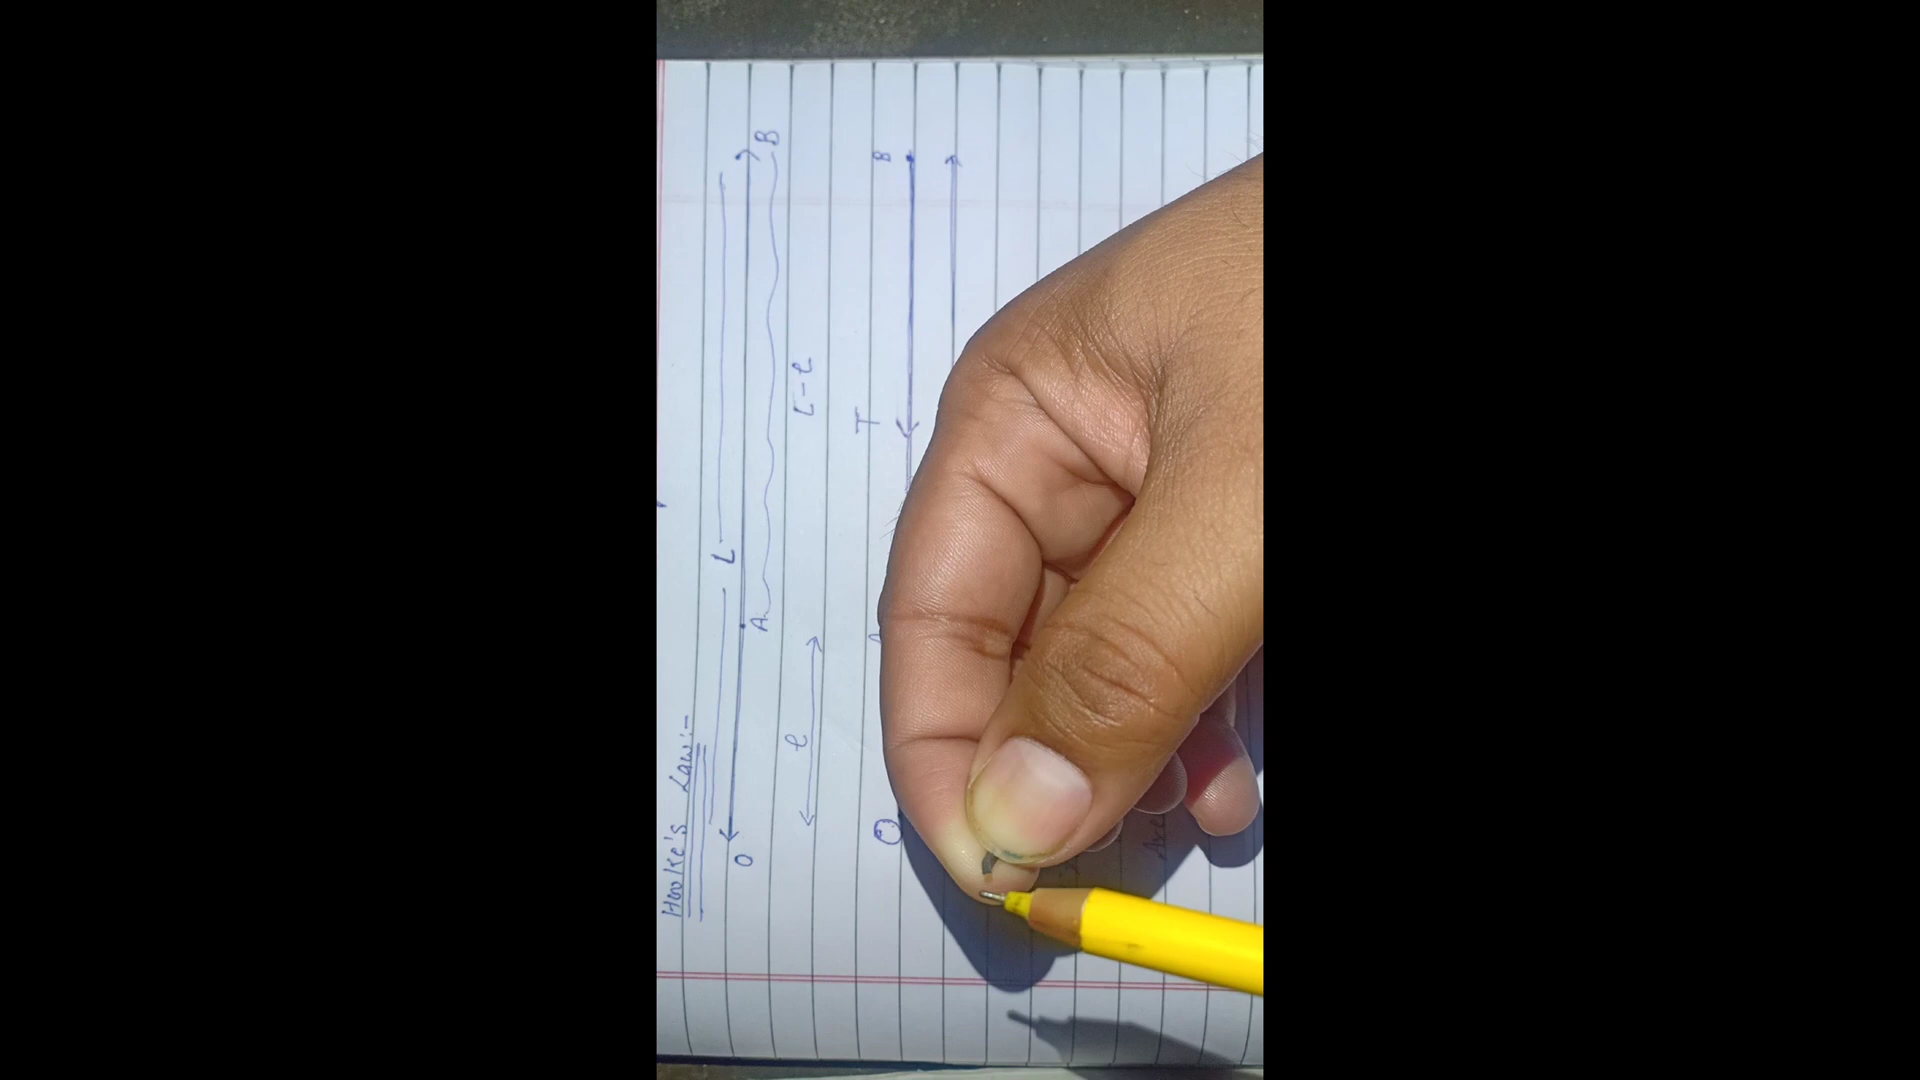 Hooke's Law:-
L
O A B
l L-l
T
O A B